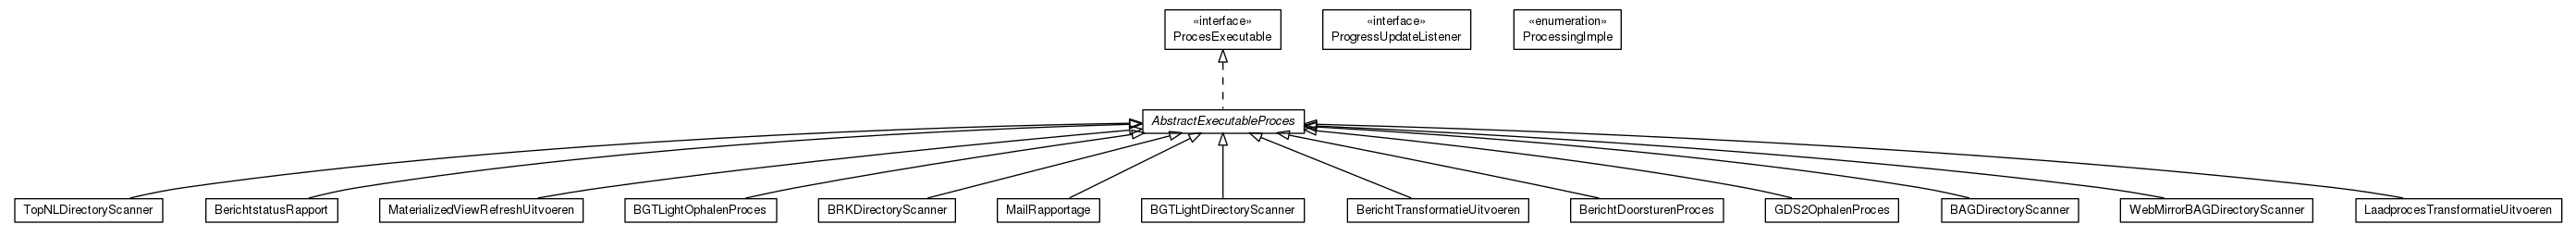 «interface»
ProcesExecutable
«interface»
ProgressUpdateListener
«enumeration»
ProcessingImple
AbstractExecutableProces
TopNLDirectoryScanner
BerichtstatusRapport
MaterializedViewRefreshUitvoeren
BGTLightOphalenProces
BRKDirectoryScanner
MailRapportage
BGTLightDirectoryScanner
BerichtTransformatieUitvoeren
BerichtDoorsturenProces
GDS2OphalenProces
BAGDirectoryScanner
WebMirrorBAGDirectoryScanner
LaadprocesTransformatieUitvoeren